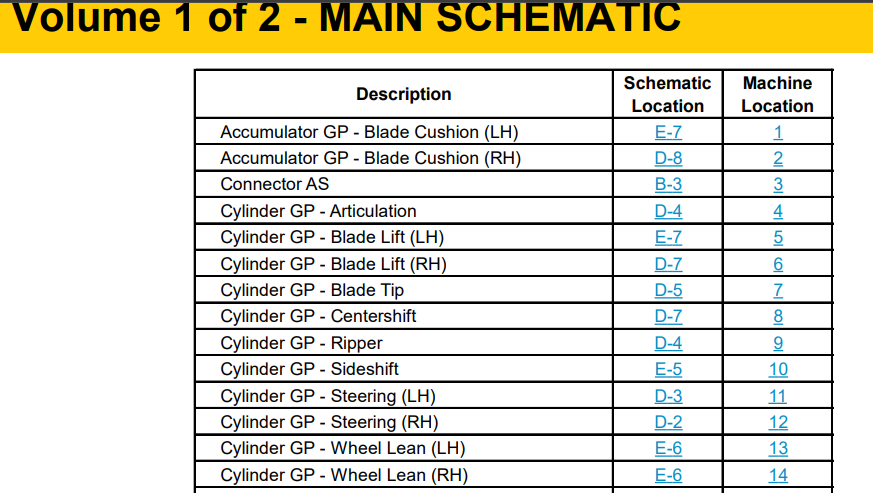 Volume 1 of 2 - MAIN SCHEMATIC
Description Schematic Location Machine Location
Accumulator GP - Blade Cushion (LH) E-7 1
Accumulator GP - Blade Cushion (RH) D-8 2
Connector AS B-3 3
Cylinder GP - Articulation D-4 4
Cylinder GP - Blade Lift (LH) E-7 5
Cylinder GP - Blade Lift (RH) D-7 6
Cylinder GP - Blade Tip D-5 7
Cylinder GP - Centershift D-7 8
Cylinder GP - Ripper D-4 9
Cylinder GP - Sideshift E-5 10
Cylinder GP - Steering (LH) D-3 11
Cylinder GP - Steering (RH) D-2 12
Cylinder GP - Wheel Lean (LH) E-6 13
Cylinder GP - Wheel Lean (RH) E-6 14